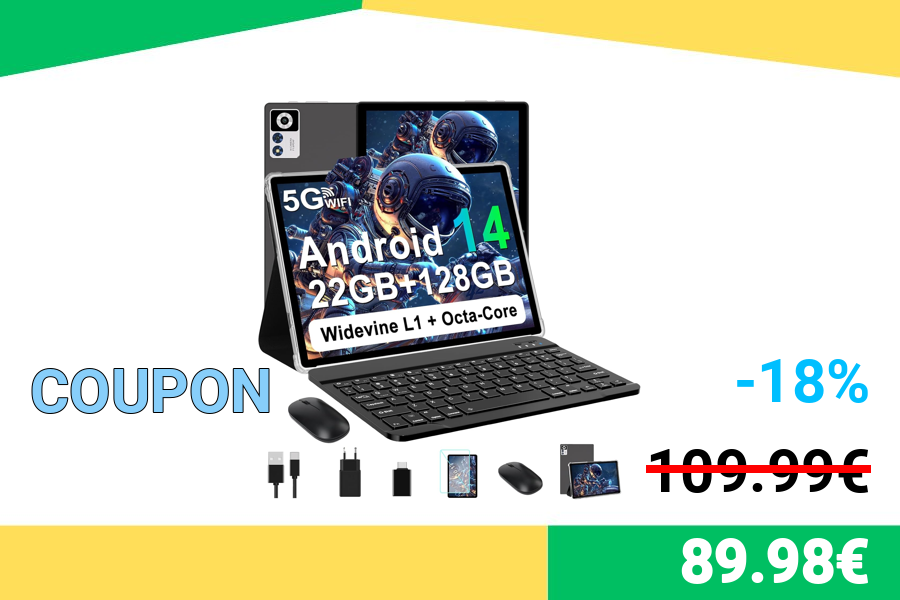 5G WIFI
Android 14
22GB+128GB
Widevine L1 + Octa-Core
COUPON
-18%
109.99€
89.98€